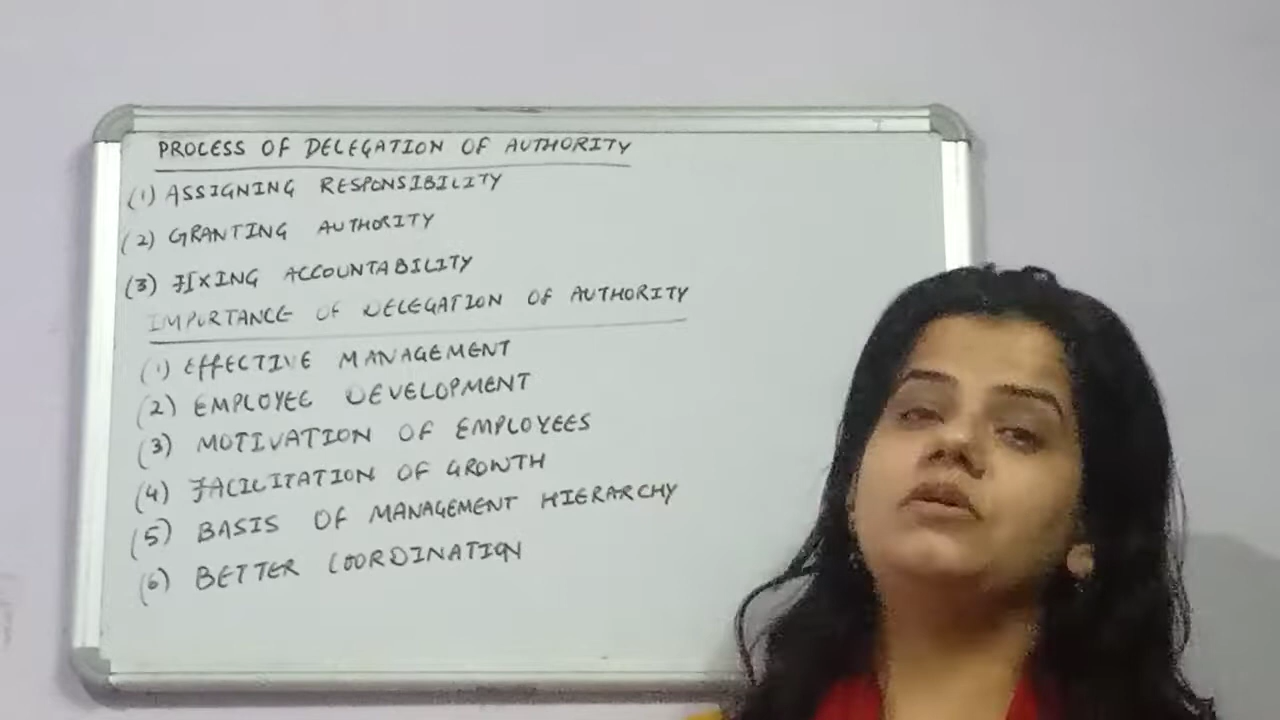 PROCESS OF DELEGATION OF AUTHORITY
(1) ASSIGNING RESPONSIBILITY
(2) GRANTING AUTHORITY
(3) FIXING ACCOUNTABILITY
IMPORTANCE OF DELEGATION OF AUTHORITY
(1) EFFECTIVE MANAGEMENT
(2) EMPLOYEE DEVELOPMENT
(3) MOTIVATION OF EMPLOYEES
(4) FACILITATION OF GROWTH
(5) BASIS OF MANAGEMENT HIERARCHY
(6) BETTER COORDINATION